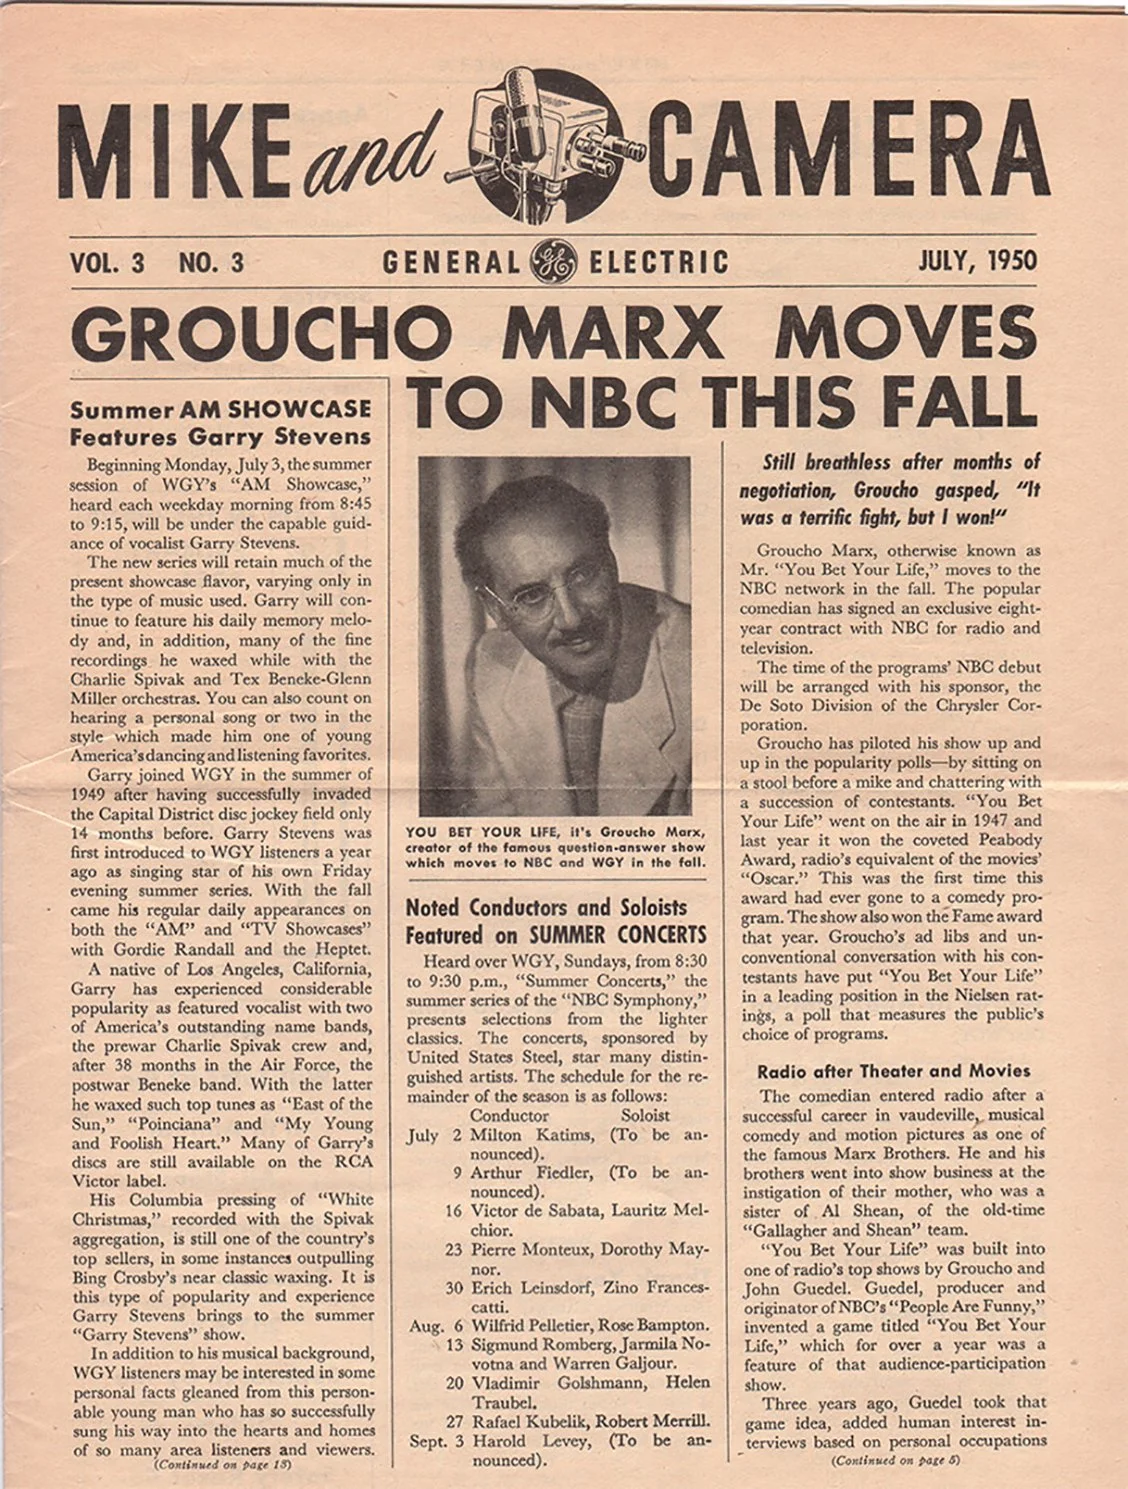 MIKE and CAMERA
VOL. 3 NO. 3
GENERAL GE ELECTRIC
JULY, 1950
GROUCHO MARX MOVES
TO NBC THIS FALL
Summer AM SHOWCASE
Features Garry Stevens
Beginning Monday, July 3, the summer
session of WGY's "AM Showcase,"
heard each weekday morning from 8:45
to 9:15, will be under the capable guid-
ance of vocalist Garry Stevens.
The new series will retain much of the
present showcase flavor, varying only in
the type of music used. Garry will con-
tinue to feature his daily memory melo-
dy and, in addition, many of the fine
recordings he waxed while with the
Charlie Spivak and Tex Beneke-Glenn
Miller orchestras. You can also count on
hearing a personal song or two in the
style which made him one of young
America's dancing and listening favorites.
Garry joined WGY in the summer of
1949 after having successfully invaded
the Capital District disc jockey field only
14 months before. Garry Stevens was
first introduced to WGY listeners a year
ago as singing star of his own Friday
evening summer series. With the fall
came his regular daily appearances on
both the "AM" and "TV Showcases"
with Gordie Randall and the Heptet.
A native of Los Angeles, California,
Garry has experienced considerable
popularity as featured vocalist with two
of America's outstanding name bands,
the prewar Charlie Spivak crew and,
after 38 months in the Air Force, the
postwar Beneke band. With the latter
he waxed such top tunes as "East of the
Sun," "Poinciana" and "My Young
and Foolish Heart." Many of Garry's
discs are still available on the RCA
Victor label.
His Columbia pressing of "White
Christmas," recorded with the Spivak
aggregation, is still one of the country's
top sellers, in some instances outpulling
Bing Crosby's near classic waxing. It is
this type of popularity and experience
Garry Stevens brings to the summer
"Garry Stevens" show.
In addition to his musical background,
WGY listeners may be interested in some
personal facts gleaned from this person-
able young man who has so successfully
sung his way into the hearts and homes
of so many area listeners and viewers.
(Continued on page 13)
YOU BET YOUR LIFE, it's Groucho Marx,
creator of the famous question-answer show
which moves to NBC and WGY in the fall.
Noted Conductors and Soloists
Featured on SUMMER CONCERTS
Heard over WGY, Sundays, from 8:30
to 9:30 p.m., "Summer Concerts," the
summer series of the "NBC Symphony,"
presents selections from the lighter
classics. The concerts, sponsored by
United States Steel, star many distin-
guished artists. The schedule for the re-
mainder of the season is as follows:
Conductor Soloist
July 2 Milton Katims, (To be an-
nounced).
9 Arthur Fiedler, (To be an-
nounced).
16 Victor de Sabata, Lauritz Mel-
chior.
23 Pierre Monteux, Dorothy May-
nor.
30 Erich Leinsdorf, Zino Frances-
catti.
Aug. 6 Wilfrid Pelletier, Rose Bampton.
13 Sigmund Romberg, Jarmila No-
votna and Warren Galjour.
20 Vladimir Golshmann, Helen
Traubel.
27 Rafael Kubelik, Robert Merrill.
Sept. 3 Harold Levey, (To be an-
nounced).
Still breathless after months of
negotiation, Groucho gasped, "It
was a terrific fight, but I won!"
Groucho Marx, otherwise known as
Mr. "You Bet Your Life," moves to the
NBC network in the fall. The popular
comedian has signed an exclusive eight-
year contract with NBC for radio and
television.
The time of the programs' NBC debut
will be arranged with his sponsor, the
De Soto Division of the Chrysler Cor-
poration.
Groucho has piloted his show up and
up in the popularity polls—by sitting on
a stool before a mike and chattering with
a succession of contestants. "You Bet
Your Life" went on the air in 1947 and
last year it won the coveted Peabody
Award, radio's equivalent of the movies'
"Oscar." This was the first time this
award had ever gone to a comedy pro-
gram. The show also won the Fame award
that year. Groucho's ad libs and un-
conventional conversation with his con-
testants have put "You Bet Your Life"
in a leading position in the Nielsen rat-
ings, a poll that measures the public's
choice of programs.
Radio after Theater and Movies
The comedian entered radio after a
successful career in vaudeville, musical
comedy and motion pictures as one of
the famous Marx Brothers. He and his
brothers went into show business at the
instigation of their mother, who was a
sister of Al Shean, of the old-time
"Gallagher and Shean" team.
"You Bet Your Life" was built into
one of radio's top shows by Groucho and
John Guedel. Guedel, producer and
originator of NBC's "People Are Funny,"
invented a game titled "You Bet Your
Life," which for over a year was a
feature of that audience-participation
show.
Three years ago, Guedel took that
game idea, added human interest in-
terviews based on personal occupations
(Continued on page 5)